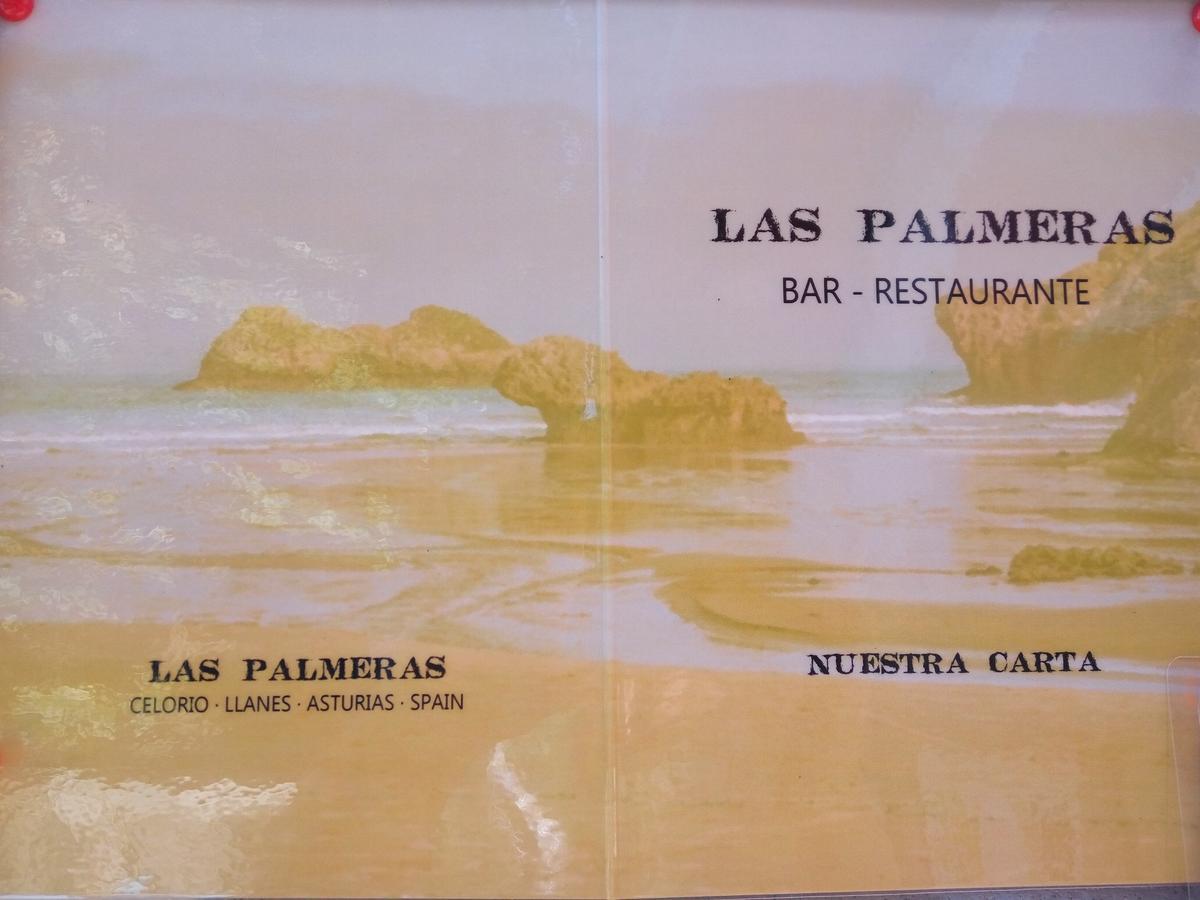 LAS PALMERAS
BAR - RESTAURANTE
NUESTRA CARTA
LAS PALMERAS
CELORIO · LLANES · ASTURIAS · SPAIN